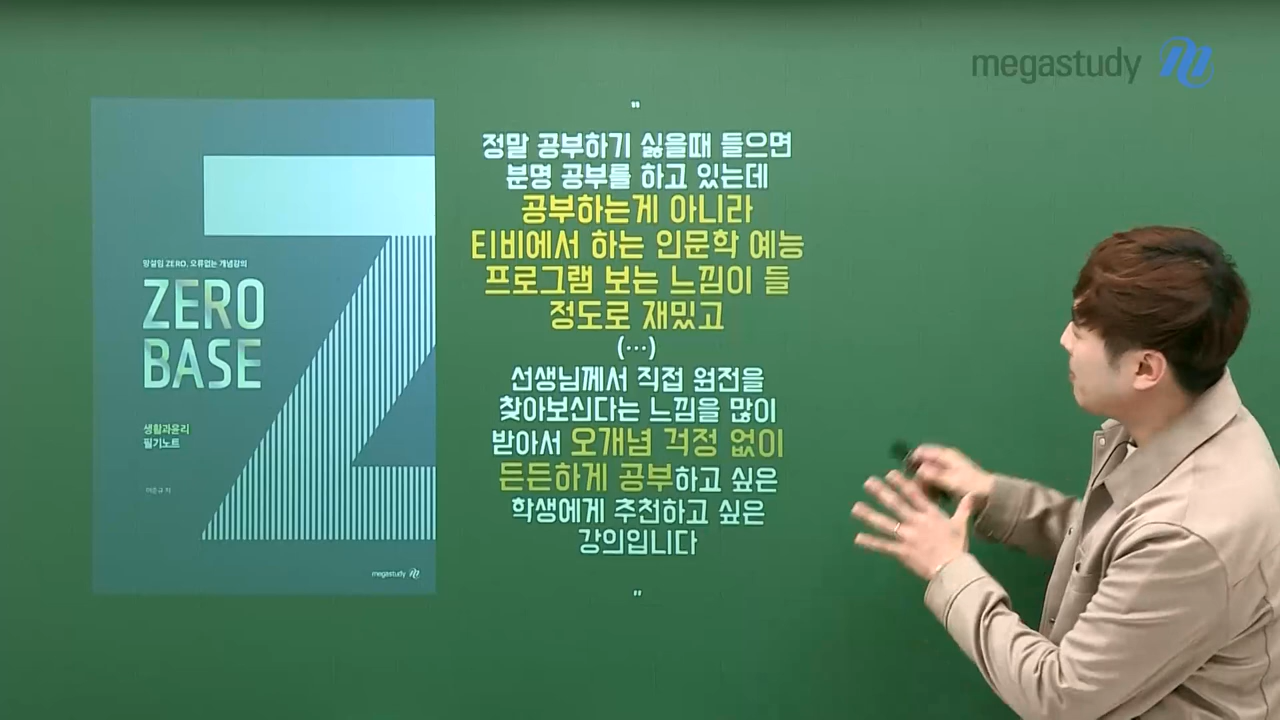 megastudy
망설임 ZERO, 오류없는 개념강의
ZERO
BASE
생활과윤리
필기노트
megastudy
"
정말 공부하기 싫을때 들으면
분명 공부를 하고 있는데
공부하는게 아니라
티비에서 하는 인문학 예능
프로그램 보는 느낌이 들
정도로 재밌고
(…)
선생님께서 직접 원전을
찾아보신다는 느낌을 많이
받아서 오개념 걱정 없이
든든하게 공부하고 싶은
학생에게 추천하고 싶은
강의입니다
"